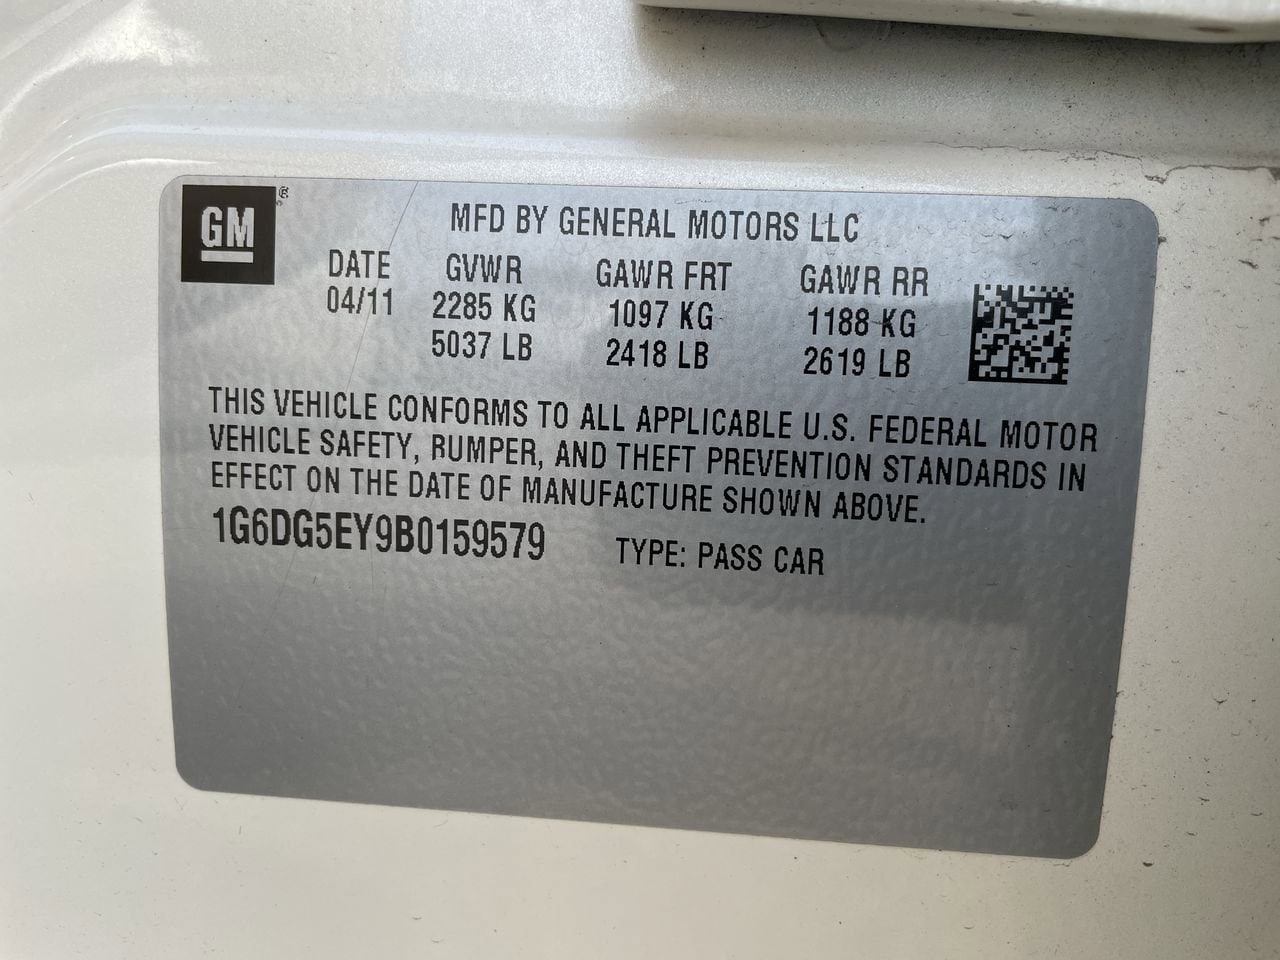 GM ®
MFD BY GENERAL MOTORS LLC
DATE GVWR GAWR FRT GAWR RR
04/11 2285 KG 1097 KG 1188 KG
5037 LB 2418 LB 2619 LB
THIS VEHICLE CONFORMS TO ALL APPLICABLE U.S. FEDERAL MOTOR
VEHICLE SAFETY, BUMPER, AND THEFT PREVENTION STANDARDS IN
EFFECT ON THE DATE OF MANUFACTURE SHOWN ABOVE.
1G6DG5EY9B0159579 TYPE: PASS CAR